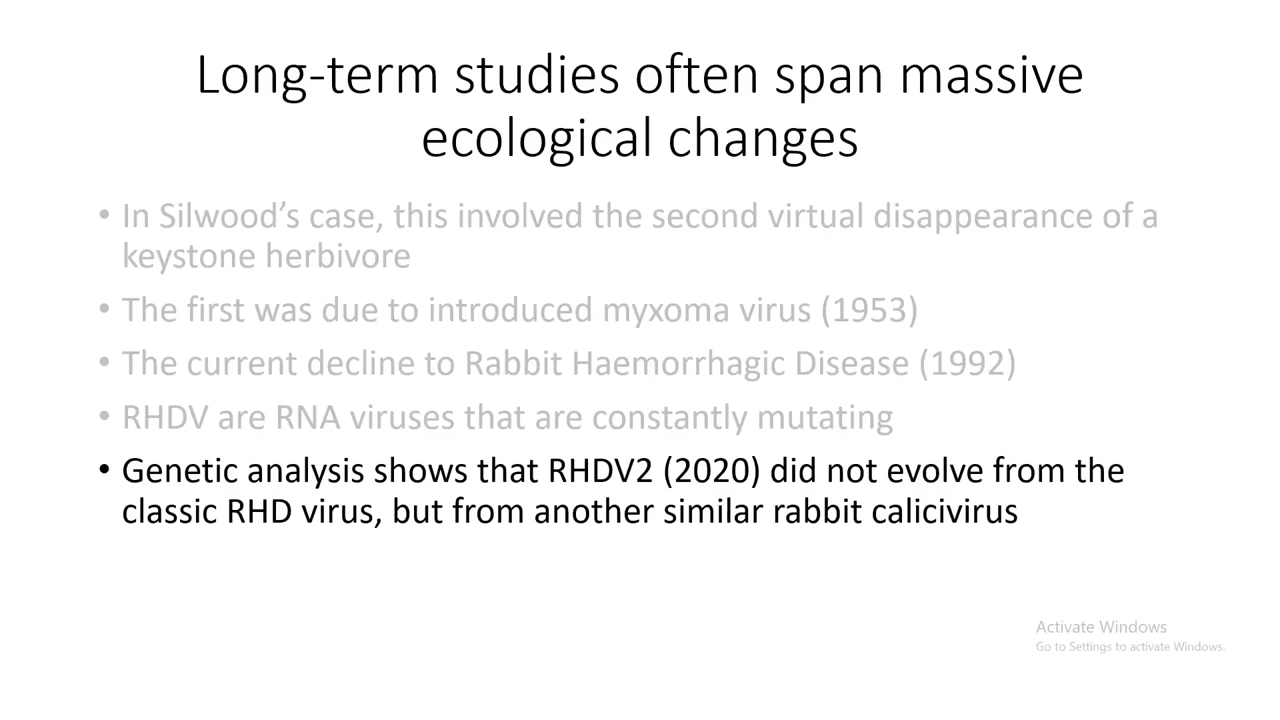 Long-term studies often span massive
ecological changes
• In Silwood’s case, this involved the second virtual disappearance of a
keystone herbivore
• The first was due to introduced myxoma virus (1953)
• The current decline to Rabbit Haemorrhagic Disease (1992)
• RHDV are RNA viruses that are constantly mutating
• Genetic analysis shows that RHDV2 (2020) did not evolve from the
classic RHD virus, but from another similar rabbit calicivirus
Activate Windows
Go to Settings to activate Windows.